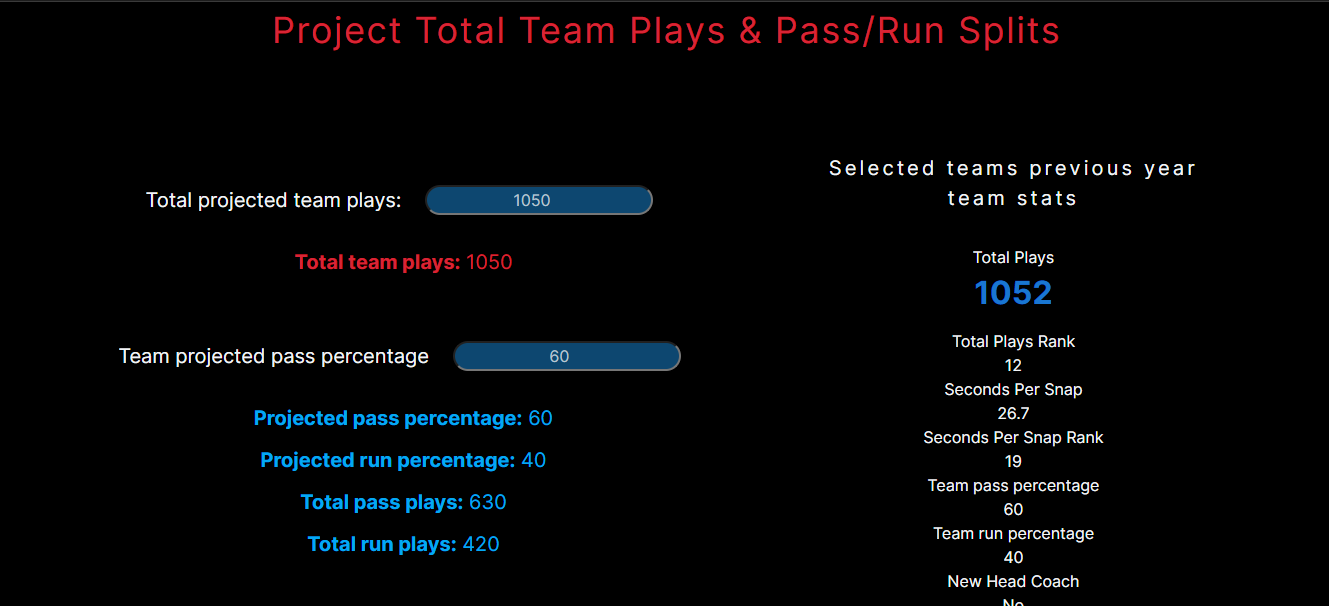 Project Total Team Plays & Pass/Run Splits
Total projected team plays: 1050
Total team plays: 1050
Team projected pass percentage 60
Projected pass percentage: 60
Projected run percentage: 40
Total pass plays: 630
Total run plays: 420
Selected teams previous year
team stats
Total Plays
1052
Total Plays Rank
12
Seconds Per Snap
26.7
Seconds Per Snap Rank
19
Team pass percentage
60
Team run percentage
40
New Head Coach
No